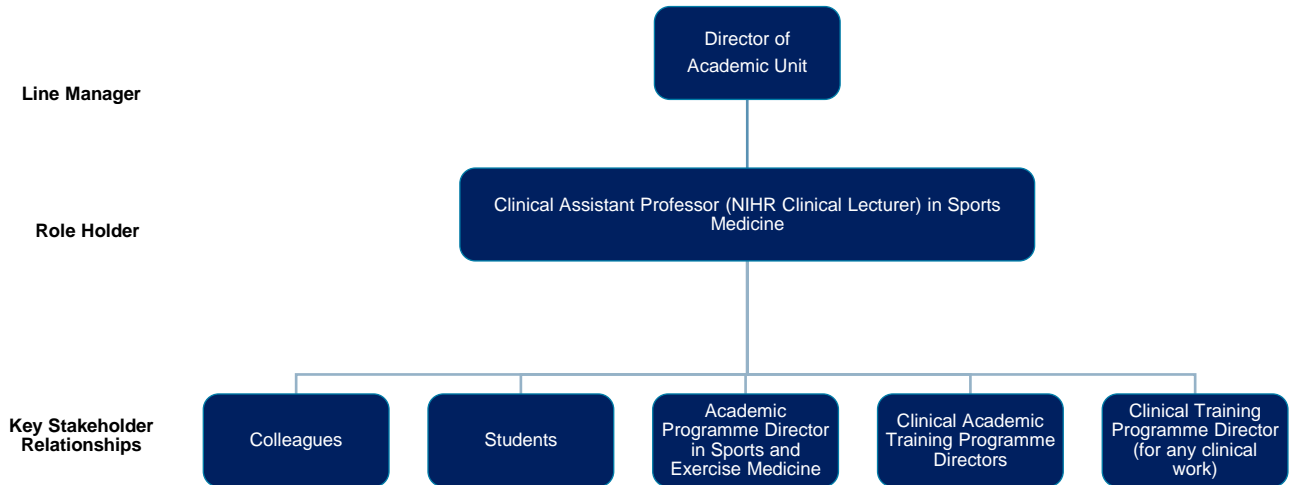 Director of
Academic Unit
Line Manager
Clinical Assistant Professor (NIHR Clinical Lecturer) in Sports
Medicine
Role Holder
Key Stakeholder
Relationships
Colleagues
Students
Academic
Programme Director
in Sports and
Exercise Medicine
Clinical Academic
Training Programme
Directors
Clinical Training
Programme Director
(for any clinical
work)